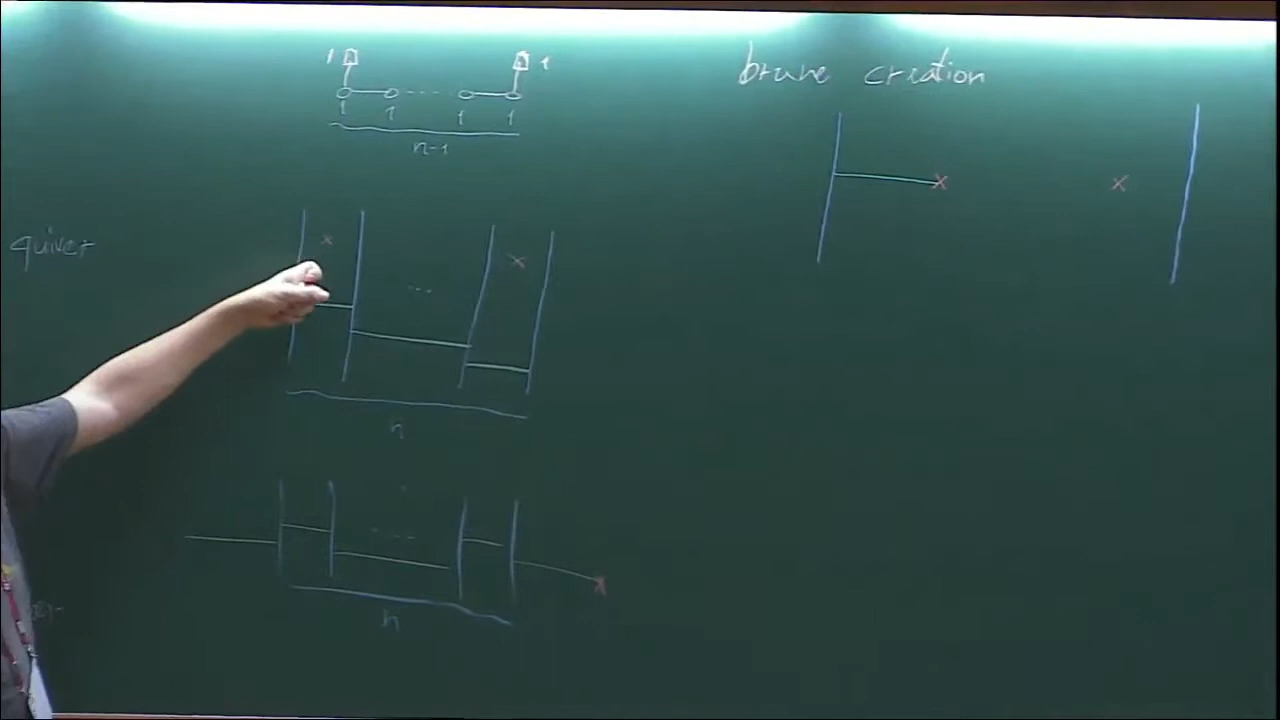 1 1
1 1 1 1
n-1
brane creation
x x
quiver
x x
...
n
....
x
n